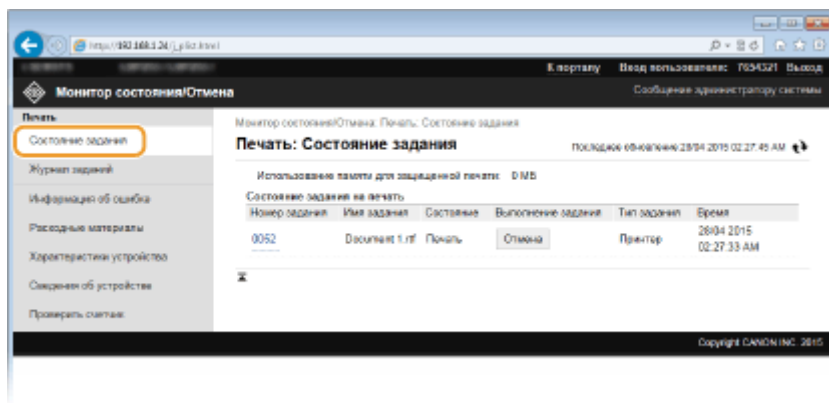 http://192.168.1.24/j_plist.html
К порталу Вход пользователя: 7654321 Выход
Монитор состояния/Отмена
Сообщение администратору системы
Печать
Состояние задания
Журнал заданий
Информация об ошибке
Расходные материалы
Характеристики устройства
Сведения об устройстве
Проверить счетчик
Монитор состояния/Отмена: Печать: Состояние задания
Печать: Состояние задания
Последнее обновление: 28/04 2015 02:27:45 AM
Использование памяти для защищенной печати: 0 MB
Состояние задания на печать
Номер задания Имя задания Состояние Выполнение задания Тип задания Время
0052 Document 1.rtf Печать Отмена Принтер 28/04 2015 02:27:33 AM
Copyright CANON INC. 2015